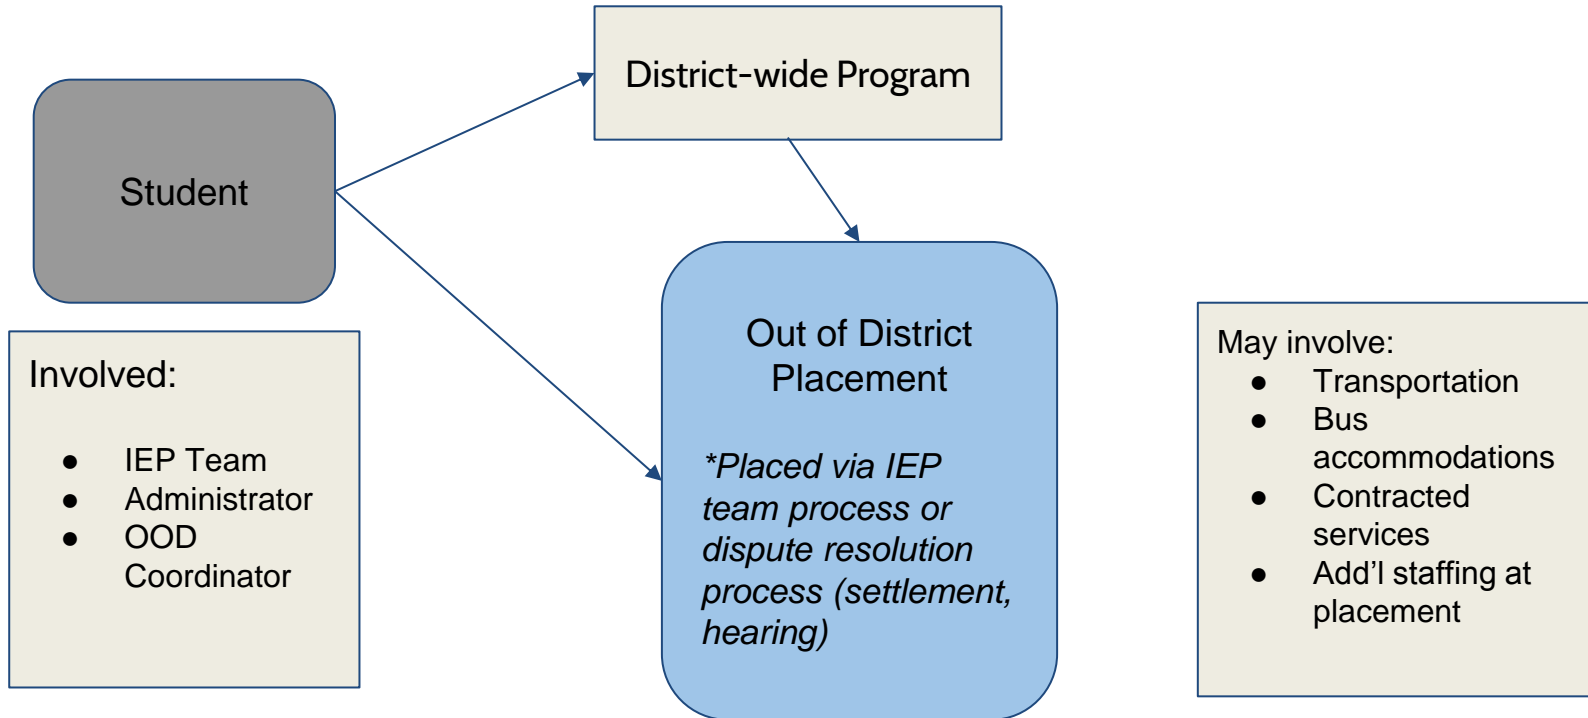 District-wide Program
Student
Involved:
● IEP Team
● Administrator
● OOD
Coordinator
Out of District
Placement
*Placed via IEP
team process or
dispute resolution
process (settlement,
hearing)
May involve:
● Transportation
● Bus
accommodations
● Contracted
services
● Add’l staffing at
placement